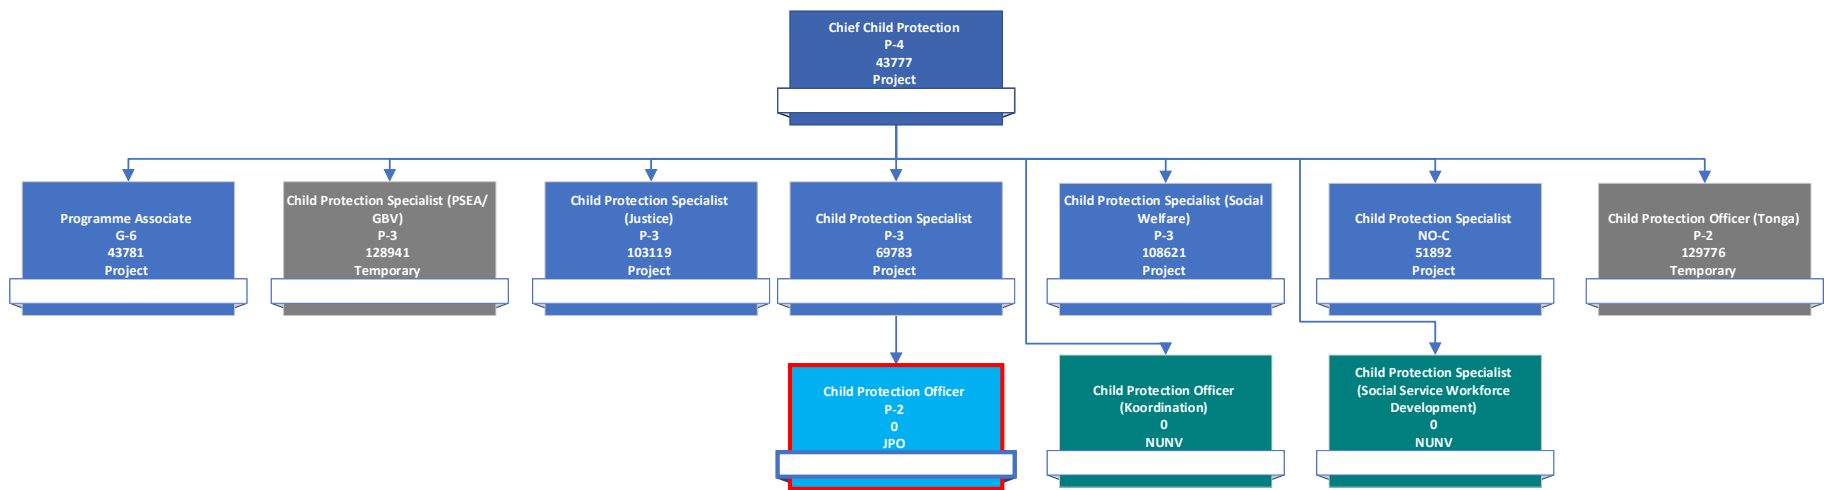 Chief Child Protection
P-4
43777
Project
Programme Associate
G-6
43781
Project
Child Protection Specialist (PSEA/
GBV)
P-3
128941
Temporary
Child Protection Specialist
(Justice)
P-3
103119
Project
Child Protection Specialist
P-3
69783
Project
Child Protection Specialist (Social
Welfare)
P-3
108621
Project
Child Protection Specialist
NO-C
51892
Project
Child Protection Officer (Tonga)
P-2
129776
Temporary
Child Protection Officer
P-2
0
JPO
Child Protection Officer
(Koordination)
0
NUNV
Child Protection Specialist
(Social Service Workforce
Development)
0
NUNV